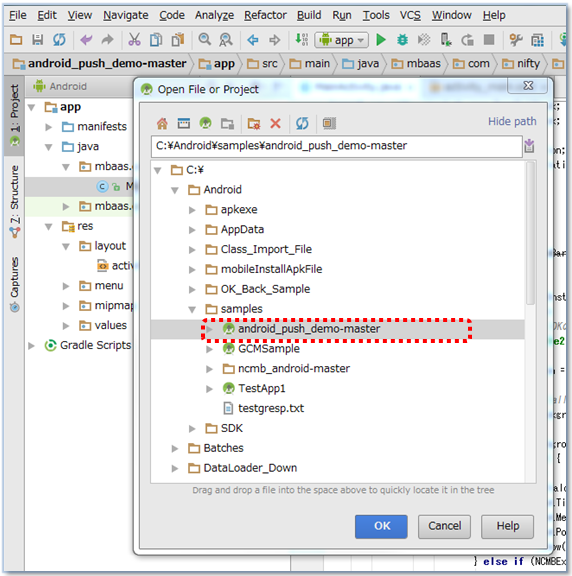 File Edit View Navigate Code Analyze Refactor Build Run Tools VCS Window Help
app
android_push_demo-master app src main java mbaas com nifty
1: Project
Z: Structure
Captures
Android
app
manifests
java
mbaas.
M
mbaas.
res
layout
activ
menu
mipmap
values
Gradle Scripts
Open File or Project
Hide path
C:¥Android¥samples¥android_push_demo-master
C:¥
Android
apkexe
AppData
Class_Import_File
mobileInstallApkFile
OK_Back_Sample
samples
android_push_demo-master
GCMSample
ncmb_android-master
TestApp1
testgresp.txt
SDK
Batches
DataLoader_Down
Drag and drop a file into the space above to quickly locate it in the tree
OK Cancel Help
} else if (NCMBEx